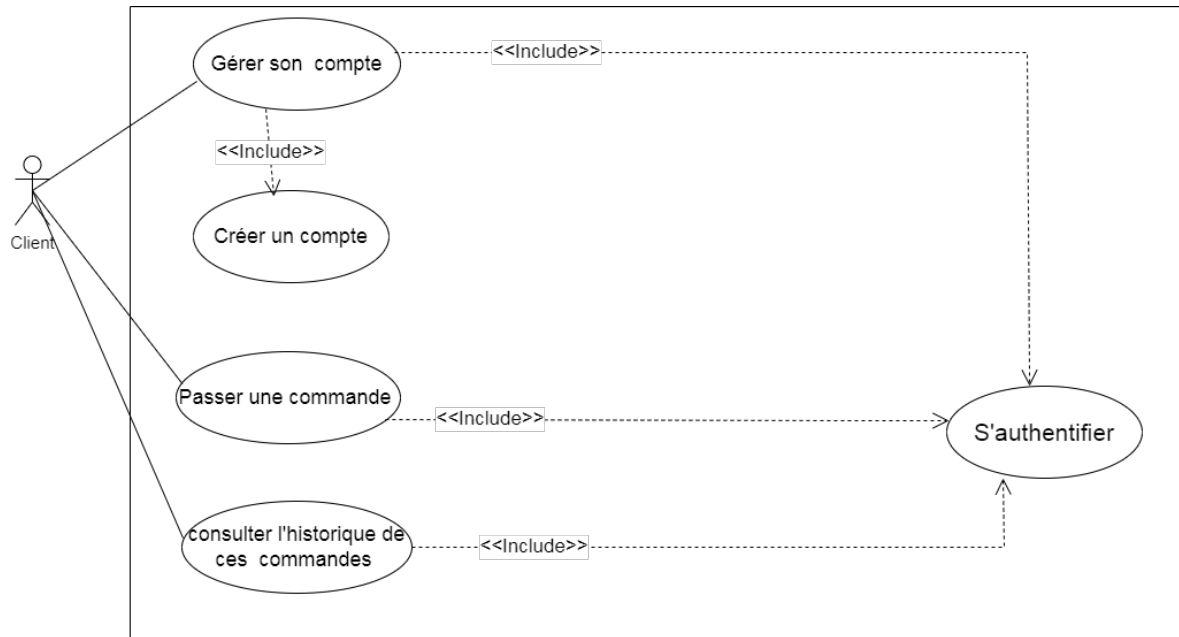 Gérer son compte
<<Include>>
<<Include>>
Créer un compte
Client
Passer une commande
<<Include>>
S'authentifier
consulter l'historique de
ces commandes
<<Include>>